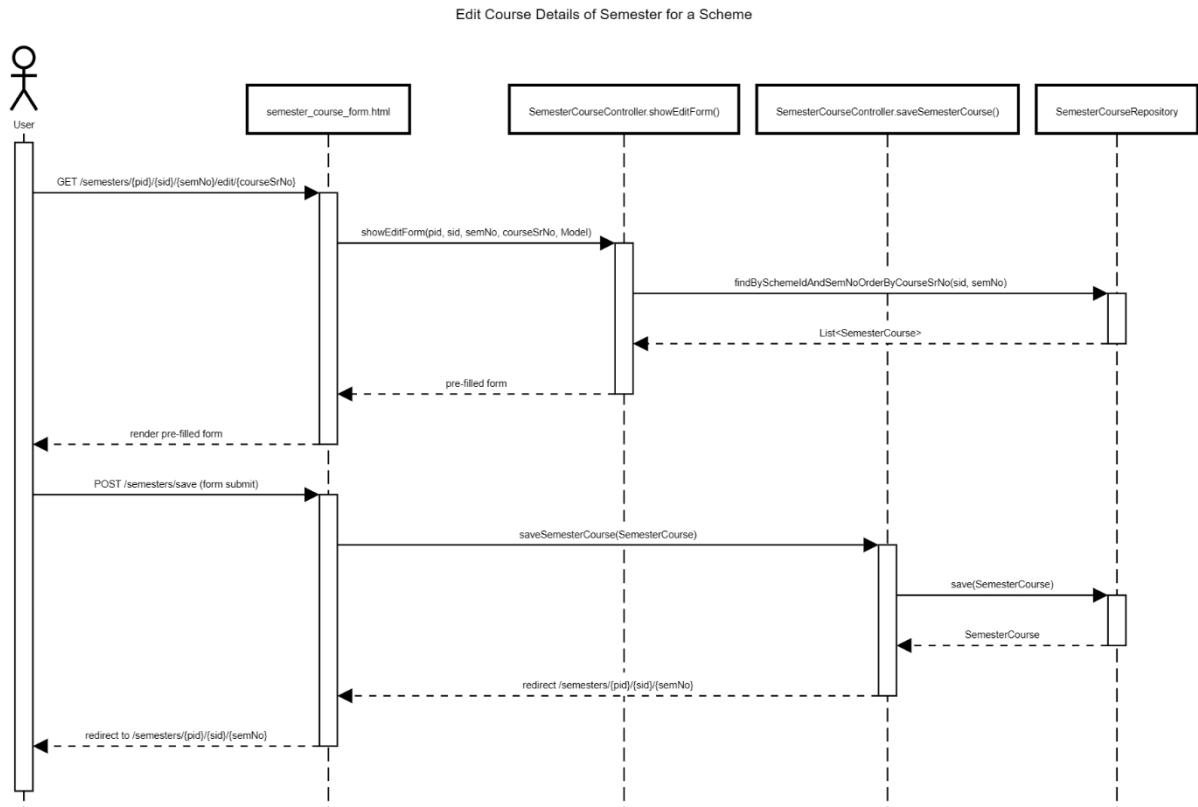 Edit Course Details of Semester for a Scheme
User
semester_course_form.html
SemesterCourseController.showEditForm()
SemesterCourseController.saveSemesterCourse()
SemesterCourseRepository
GET /semesters/{pid}/{sid}/{semNo}/edit/{courseSrNo}
showEditForm(pid, sid, semNo, courseSrNo, Model)
findBySchemeIdAndSemNoOrderByCourseSrNo(sid, semNo)
List<SemesterCourse>
pre-filled form
render pre-filled form
POST /semesters/save (form submit)
saveSemesterCourse(SemesterCourse)
save(SemesterCourse)
SemesterCourse
redirect /semesters/{pid}/{sid}/{semNo}
redirect to /semesters/{pid}/{sid}/{semNo}